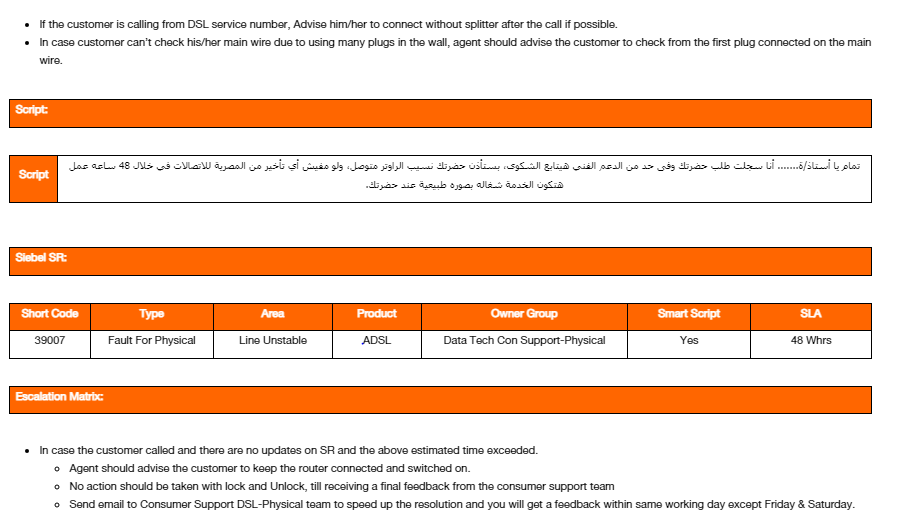 If the customer is calling from DSL service number, Advise him/her to connect without splitter after the call if possible.
In case customer can't check his/her main wire due to using many plugs in the wall, agent should advise the customer to check from the first plug connected on the main
wire.
Script:
Script
تمام يا أستاذ/ة....... أنا سجلت طلب حضرتك وفى حد من الدعم الفني هيتابع الشكوى، بستأذن حضرتك نسيب الراوتر متوصل، ولو مفيش أي تأخير من المصرية للاتصالات في خلال 48 ساعه عمل
هتكون الخدمة شغاله بصوره طبيعية عند حضرتك.
Siebel SR:
Short Code Type Area Product Owner Group Smart Script SLA
39007 Fault For Physical Line Unstable ADSL Data Tech Con Support-Physical Yes 48 Whrs
Escalation Matrix:
In case the customer called and there are no updates on SR and the above estimated time exceeded.
Agent should advise the customer to keep the router connected and switched on.
No action should be taken with lock and Unlock, till receiving a final feedback from the consumer support team
Send email to Consumer Support DSL-Physical team to speed up the resolution and you will get a feedback within same working day except Friday & Saturday.